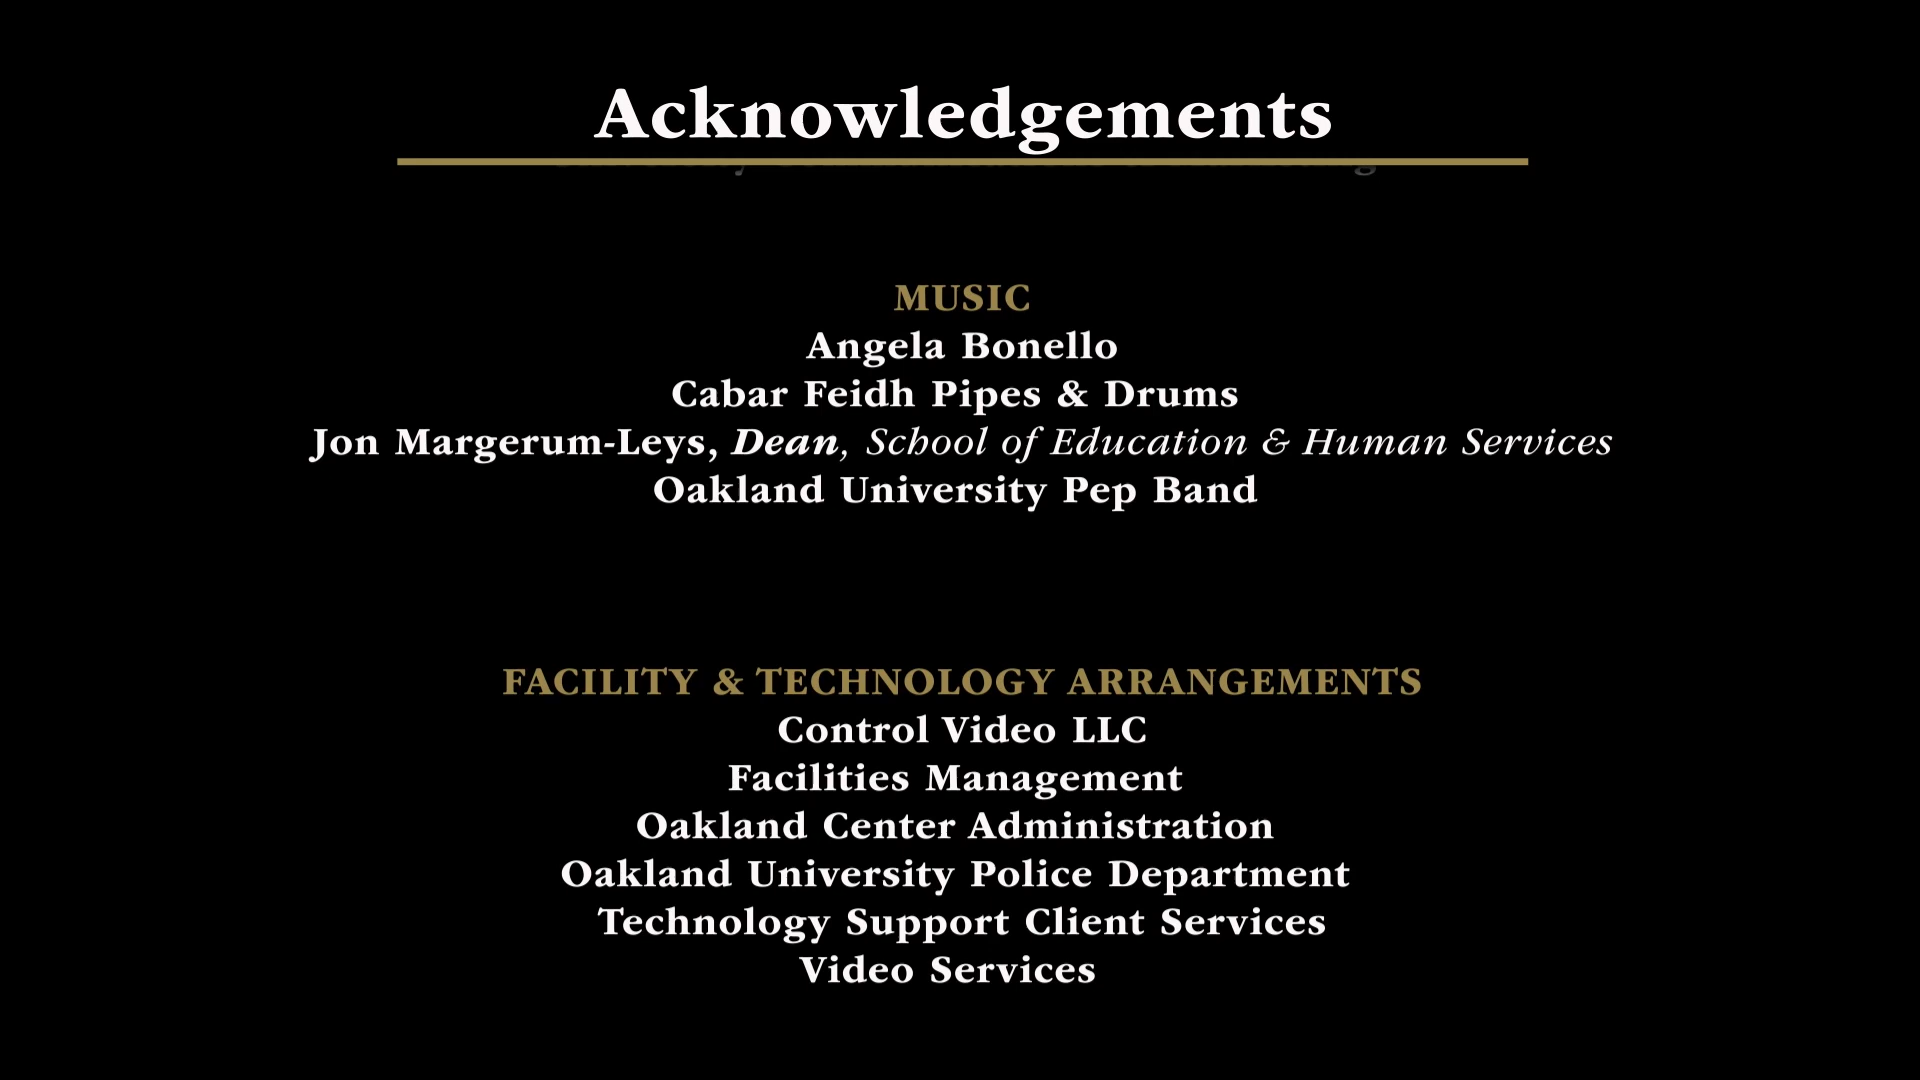 Acknowledgements
MUSIC
Angela Bonello
Cabar Feidh Pipes & Drums
Jon Margerum-Leys, Dean, School of Education & Human Services
Oakland University Pep Band
FACILITY & TECHNOLOGY ARRANGEMENTS
Control Video LLC
Facilities Management
Oakland Center Administration
Oakland University Police Department
Technology Support Client Services
Video Services